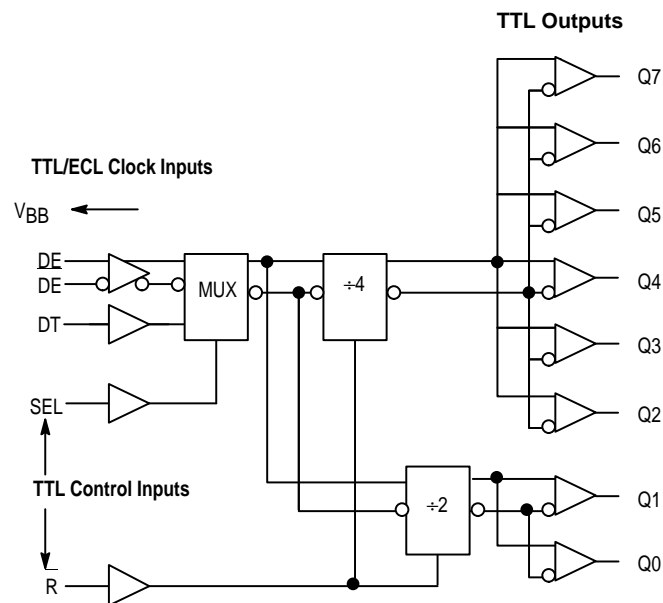 TTL Outputs
Q7
Q6
TTL/ECL Clock Inputs
VBB
Q5
DE
DE
MUX
÷4
Q4
DT
Q3
SEL
Q2
TTL Control Inputs
÷2
Q1
R
Q0